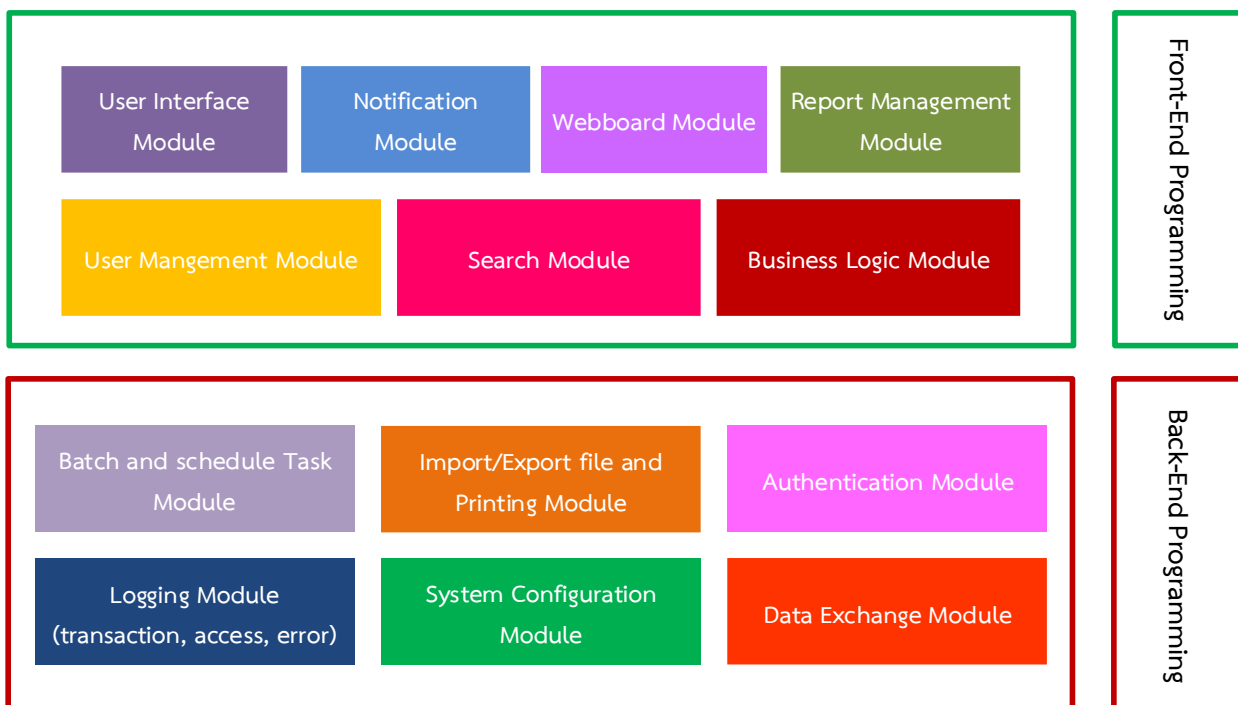 User Interface
Module
Notification
Module
Webboard Module
Report Management
Module
User Mangement Module
Search Module
Business Logic Module
Front-End Programming
Batch and schedule Task
Module
Import/Export file and
Printing Module
Authentication Module
Logging Module
(transaction, access, error)
System Configuration
Module
Data Exchange Module
Back-End Programming